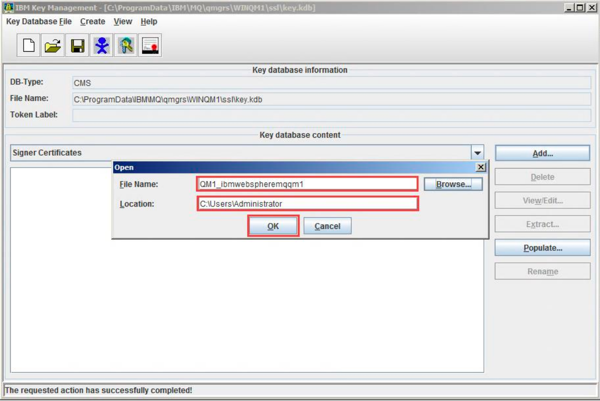 IBM Key Management - [C:\ProgramData\IBM\MQ\qmgrs\WINQM1\ssl\key.kdb]
Key Database File Create View Help
Key database information
DB-Type: CMS
File Name: C:\ProgramData\IBM\MQ\qmgrs\WINQM1\ssl\key.kdb
Token Label:
Key database content
Signer Certificates Add...
Open
File Name: QM1_ibmwebspheremqqm1 Browse...
Location: C:\Users\Administrator
OK Cancel
Delete
View/Edit...
Extract...
Populate...
Rename
The requested action has successfully completed!